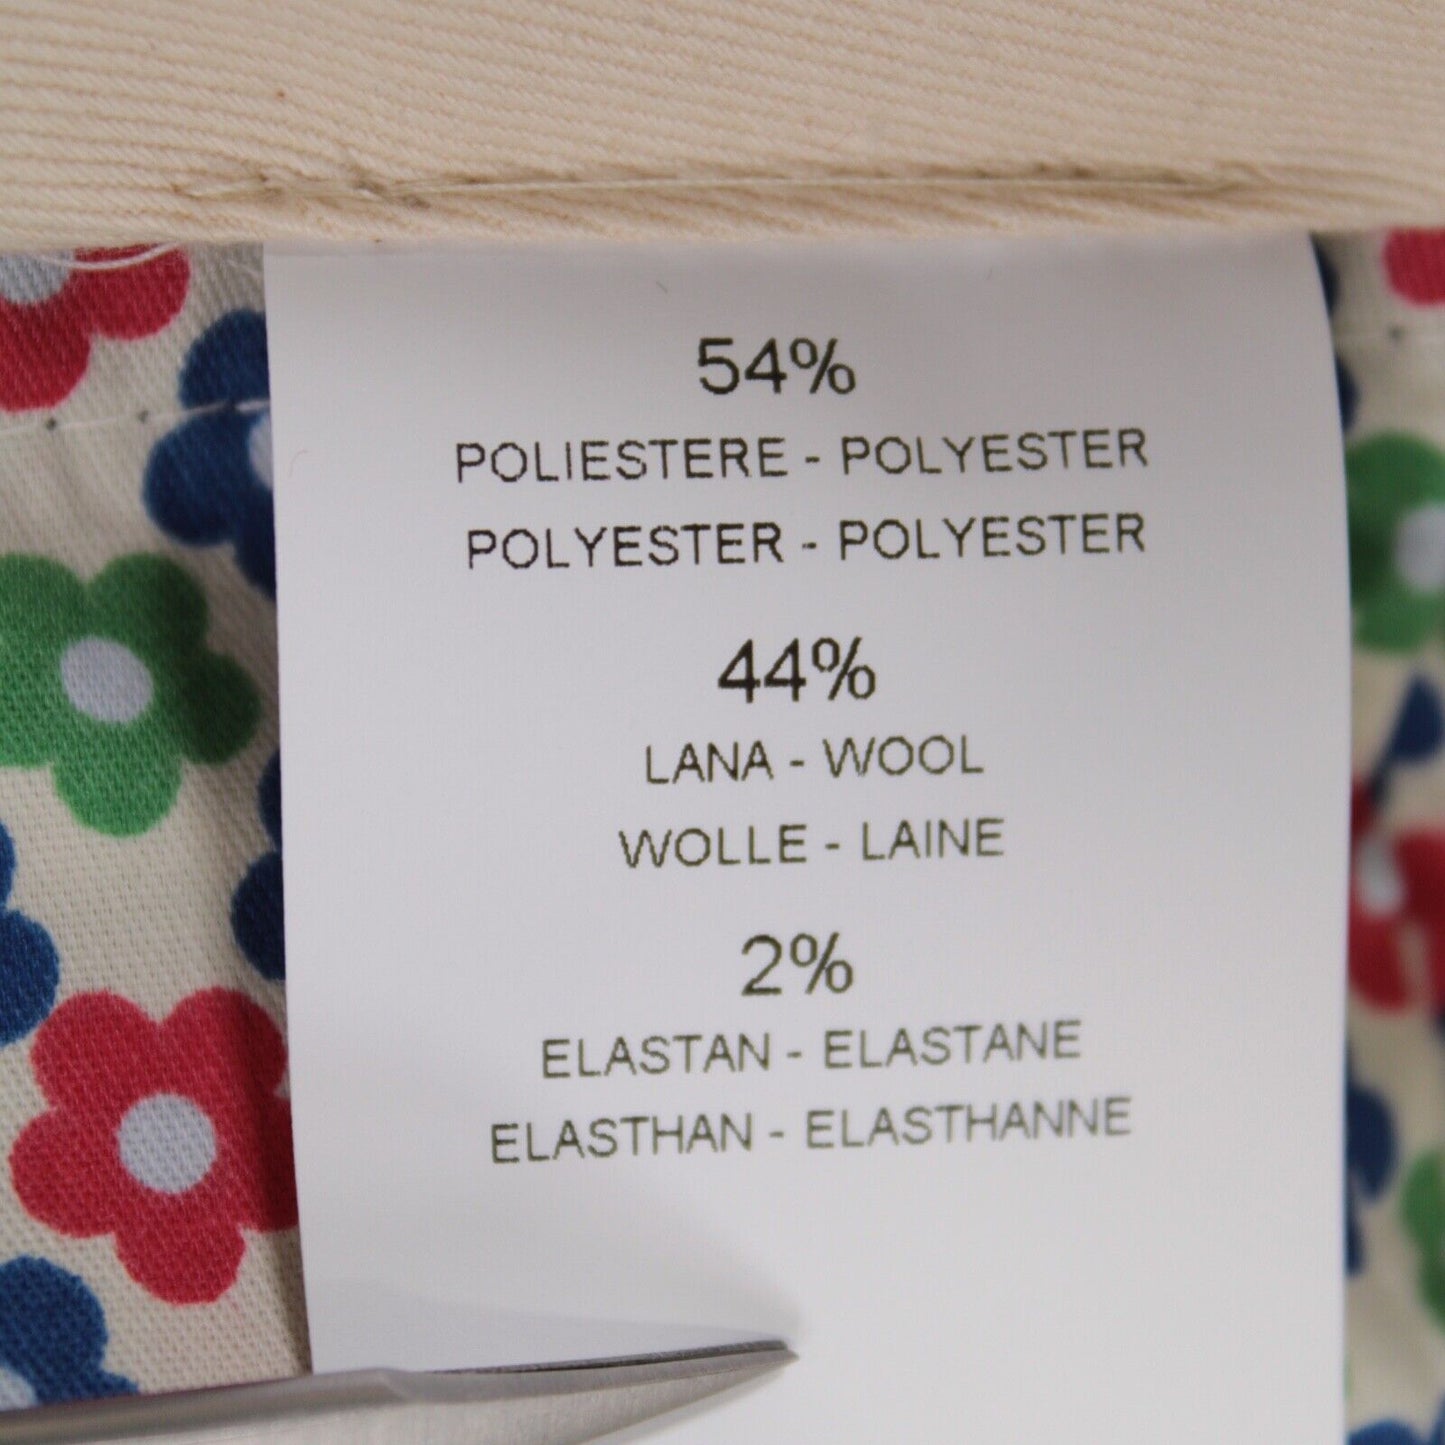 54%
POLIESTERE - POLYESTER
POLYESTER - POLYESTER
44%
LANA - WOOL
WOLLE - LAINE
2%
ELASTAN - ELASTANE
ELASTHAN - ELASTHANNE